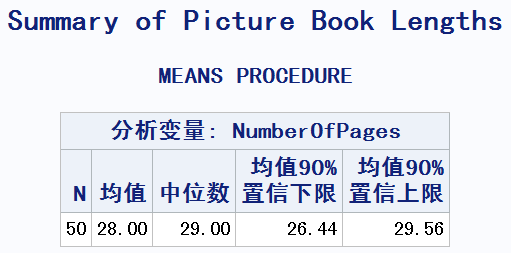 Summary of Picture Book Lengths
MEANS PROCEDURE
分析变量: NumberOfPages
N 均值 中位数 均值90% 置信下限 均值90% 置信上限
50 28.00 29.00 26.44 29.56